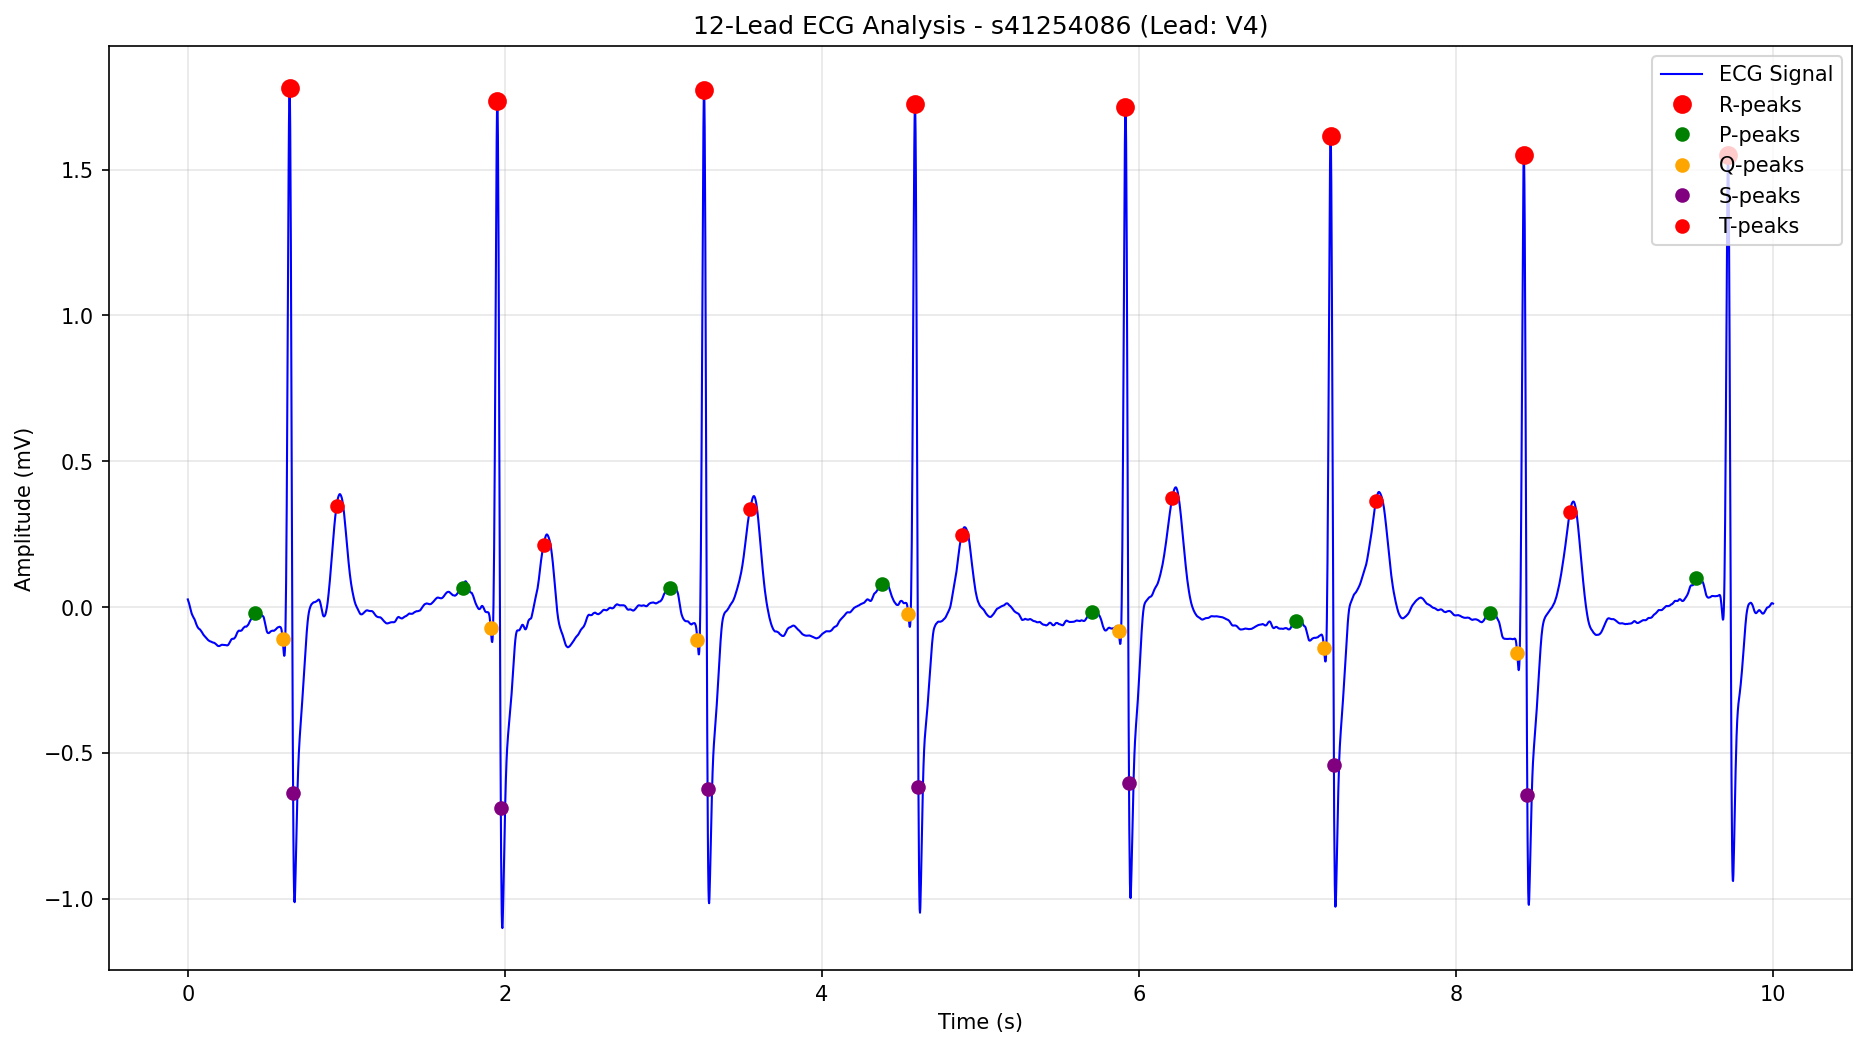 12-Lead ECG Analysis - s41254086 (Lead: V4)
ECG Signal
R-peaks
P-peaks
Q-peaks
S-peaks
T-peaks
Amplitude (mV)
1.5
1.0
0.5
0.0
−0.5
−1.0
0 2 4 6 8 10
Time (s)